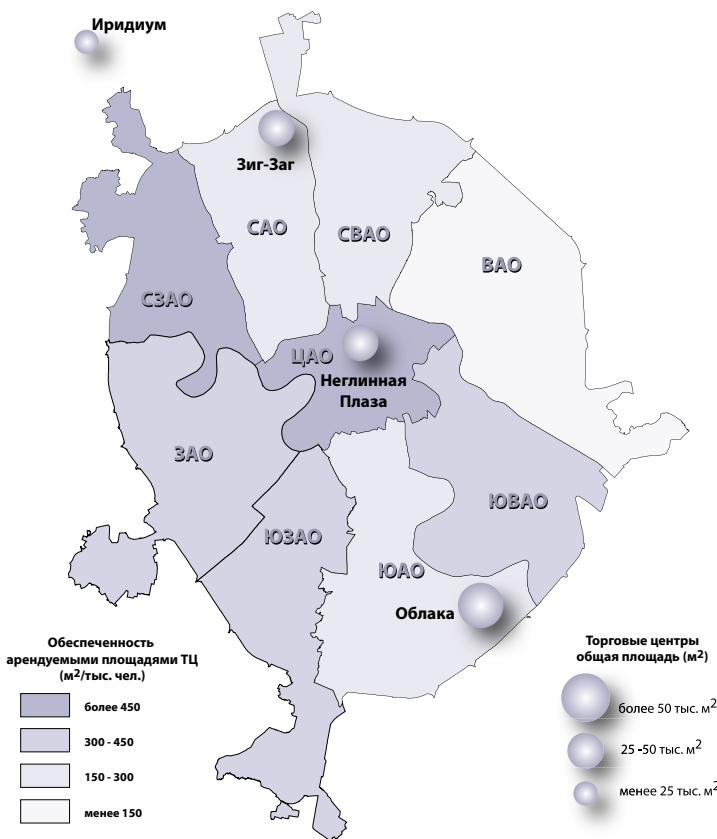 Иридиум
Зиг-Заг
САО
СВАО
ВАО
СЗАО
ЦАО
Неглинная
Плаза
ЗАО
ЮВАО
ЮЗАО
ЮАО
Облака
Обеспеченность
арендуемыми площадями ТЦ
(м²/тыс. чел.)
более 450
300 - 450
150 - 300
менее 150
Торговые центры
общая площадь (м²)
более 50 тыс. м²
25 -50 тыс. м²
менее 25 тыс. м²